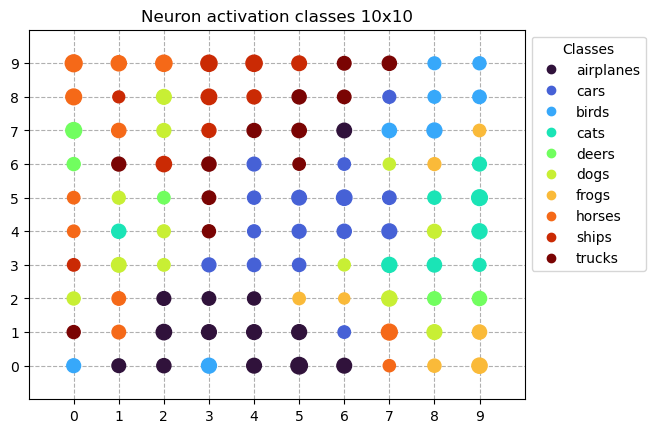 Neuron activation classes 10x10
9
8
7
6
5
4
3
2
1
0
0 1 2 3 4 5 6 7 8 9
Classes
airplanes
cars
birds
cats
deers
dogs
frogs
horses
ships
trucks